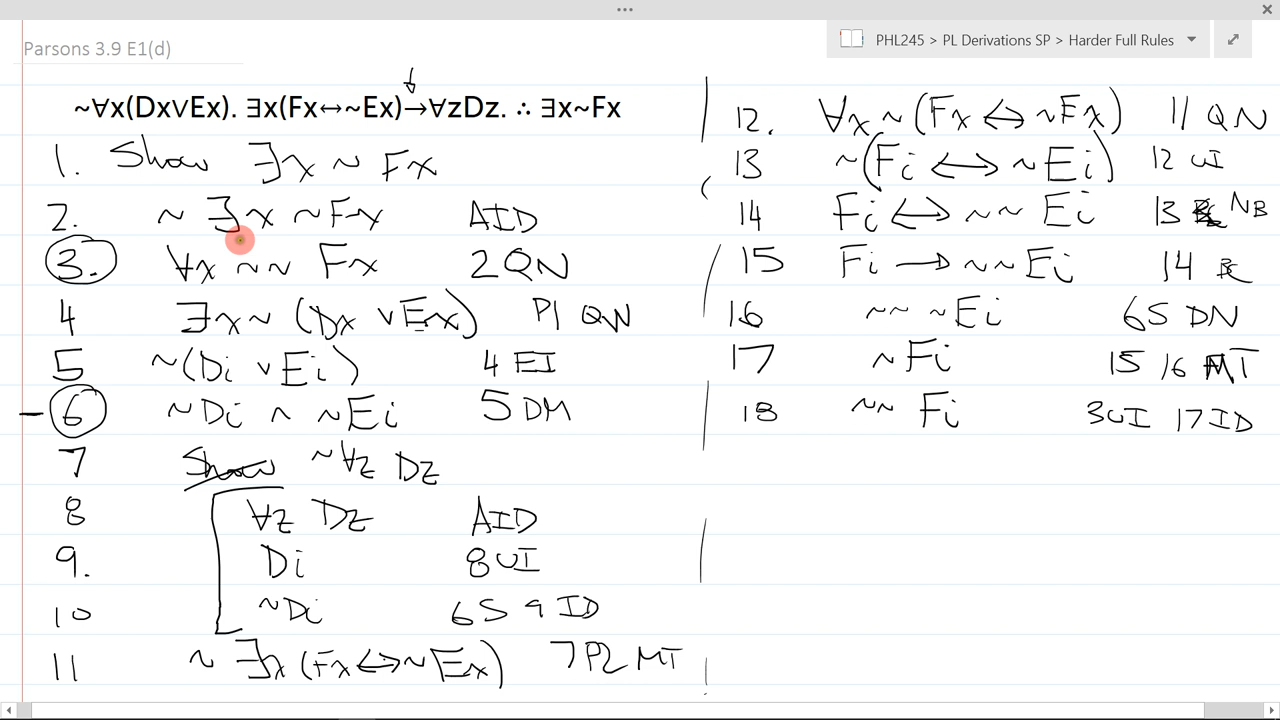 Parsons 3.9 E1(d)
PHL245 > PL Derivations SP > Harder Full Rules
~∀x(Dx∨Ex). ∃x(Fx↔~Ex)→∀zDz. ∴ ∃x~Fx
1. Show ∃x ~ Fx
2. ~ ∃x ~Fx AID
3. ∀x ~~ Fx 2 QN
4 ∃x~ (Dx ∨ Ex) P1 QN
5 ~(Di ∨ Ei) 4 EI
6 ~Di ∧ ~Ei 5 DM
7 Show ~∀z Dz
8 ∀z Dz AID
9. Di 8 UI
10 ~Di 6S 9 ID
11 ~ ∃x (Fx↔~Ex) 7 P2 MT
12. ∀x ~(Fx ↔ ~Ex) 11 QN
13 ~(Fi ↔ ~Ei) 12 UI
14 Fi ↔ ~~ Ei 13 NB
15 Fi → ~~Ei 14 BC
16 ~~ ~Ei 6S DN
17 ~Fi 15 16 MT
18 ~~ Fi 3UI 17 ID